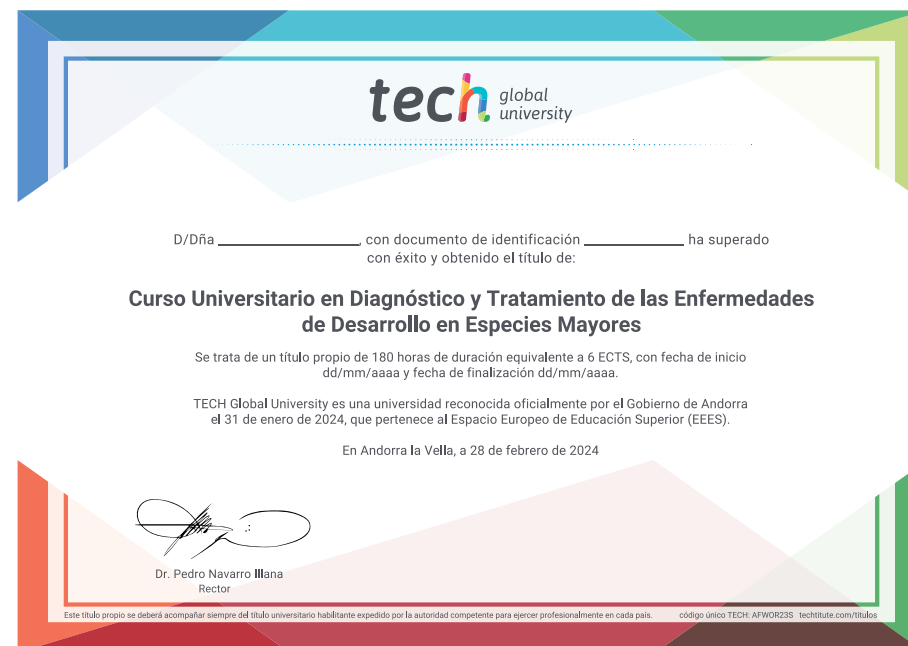 tech global university
D/Dña ____________________, con documento de identificación ______________ ha superado
con éxito y obtenido el título de:
Curso Universitario en Diagnóstico y Tratamiento de las Enfermedades
de Desarrollo en Especies Mayores
Se trata de un título propio de 180 horas de duración equivalente a 6 ECTS, con fecha de inicio
dd/mm/aaaa y fecha de finalización dd/mm/aaaa.
TECH Global University es una universidad reconocida oficialmente por el Gobierno de Andorra
el 31 de enero de 2024, que pertenece al Espacio Europeo de Educación Superior (EEES).
En Andorra la Vella, a 28 de febrero de 2024
Dr. Pedro Navarro Illana
Rector
Este título propio se deberá acompañar siempre del título universitario habilitante expedido por la autoridad competente para ejercer profesionalmente en cada país. código único TECH: AFWOR23S techtitute.com/titulos